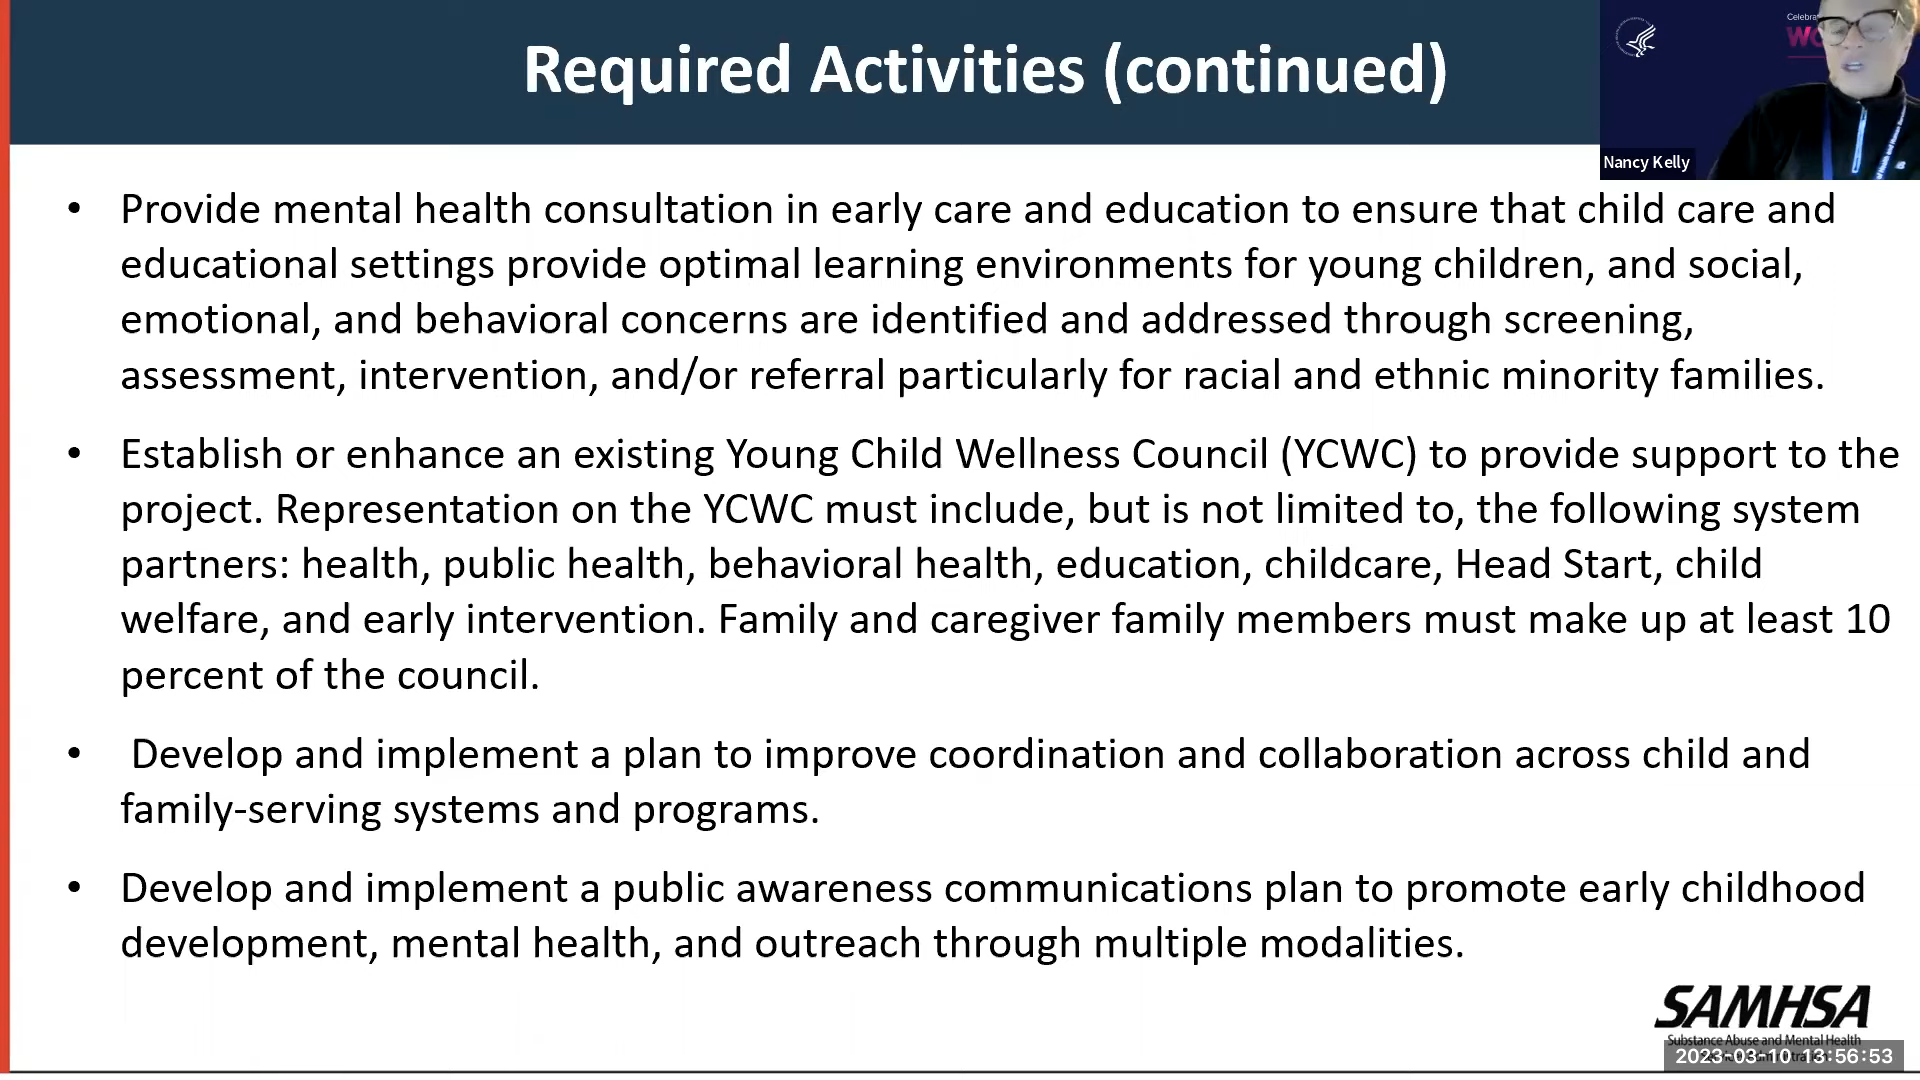 Required Activities (continued)
Celebra
WO
Nancy Kelly
• Provide mental health consultation in early care and education to ensure that child care and
educational settings provide optimal learning environments for young children, and social,
emotional, and behavioral concerns are identified and addressed through screening,
assessment, intervention, and/or referral particularly for racial and ethnic minority families.
• Establish or enhance an existing Young Child Wellness Council (YCWC) to provide support to the
project. Representation on the YCWC must include, but is not limited to, the following system
partners: health, public health, behavioral health, education, childcare, Head Start, child
welfare, and early intervention. Family and caregiver family members must make up at least 10
percent of the council.
• Develop and implement a plan to improve coordination and collaboration across child and
family-serving systems and programs.
• Develop and implement a public awareness communications plan to promote early childhood
development, mental health, and outreach through multiple modalities.
SAMHSA
Substance Abuse and Mental Health
2023-03-10 13:56:53